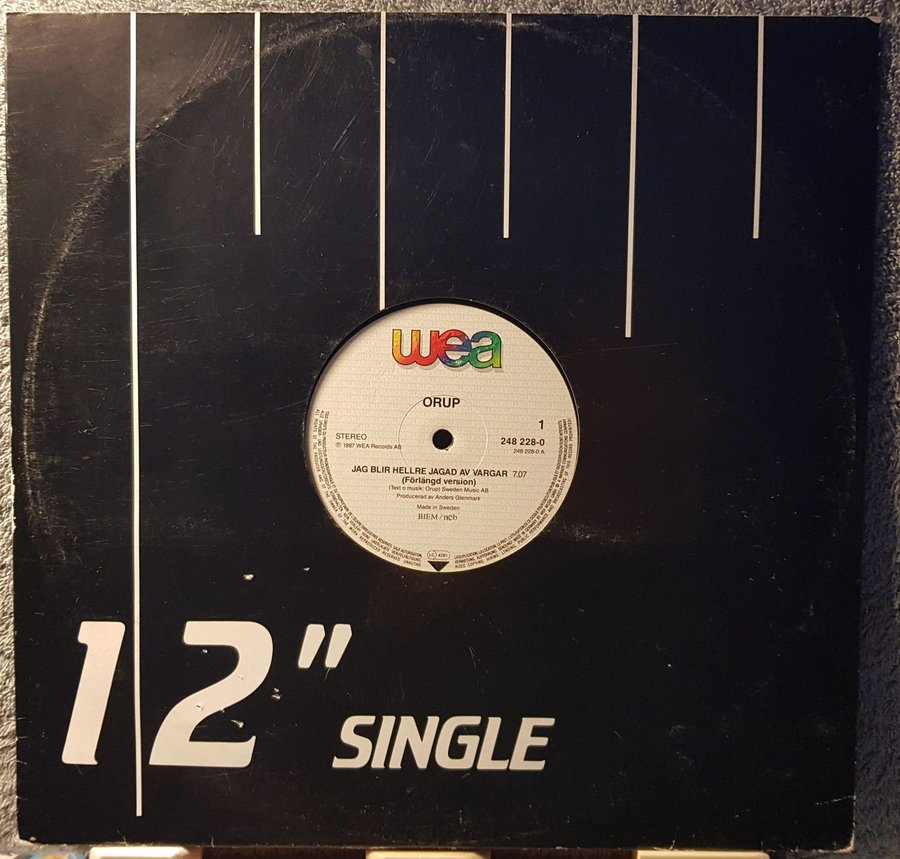 wea
ORUP
1
STEREO
℗ 1987 WEA Records AB
248 228-0
248 228-0 A
JAG BLIR HELLRE JAGAD AV VARGAR 7.07
(Förlängd version)
(Text o musik: Orup) Sweden Music AB
Producerad av Anders Glenmark
Made in Sweden
BIEM / ncb
LC 4281
12"
SINGLE